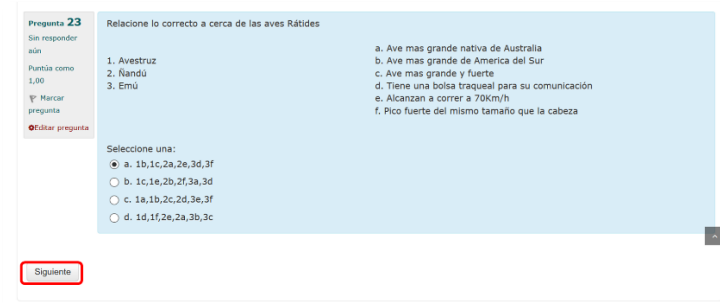 Pregunta 23
Sin responder
aún
Puntúa como
1,00
Marcar
pregunta
Editar pregunta
Relacione lo correcto a cerca de las aves Rátides
1. Avestruz
2. Ñandú
3. Emú
a. Ave mas grande nativa de Australia
b. Ave mas grande de America del Sur
c. Ave mas grande y fuerte
d. Tiene una bolsa traqueal para su comunicación
e. Alcanzan a correr a 70Km/h
f. Pico fuerte del mismo tamaño que la cabeza
Seleccione una:
a. 1b,1c,2a,2e,3d,3f
b. 1c,1e,2b,2f,3a,3d
c. 1a,1b,2c,2d,3e,3f
d. 1d,1f,2e,2a,3b,3c
Siguiente